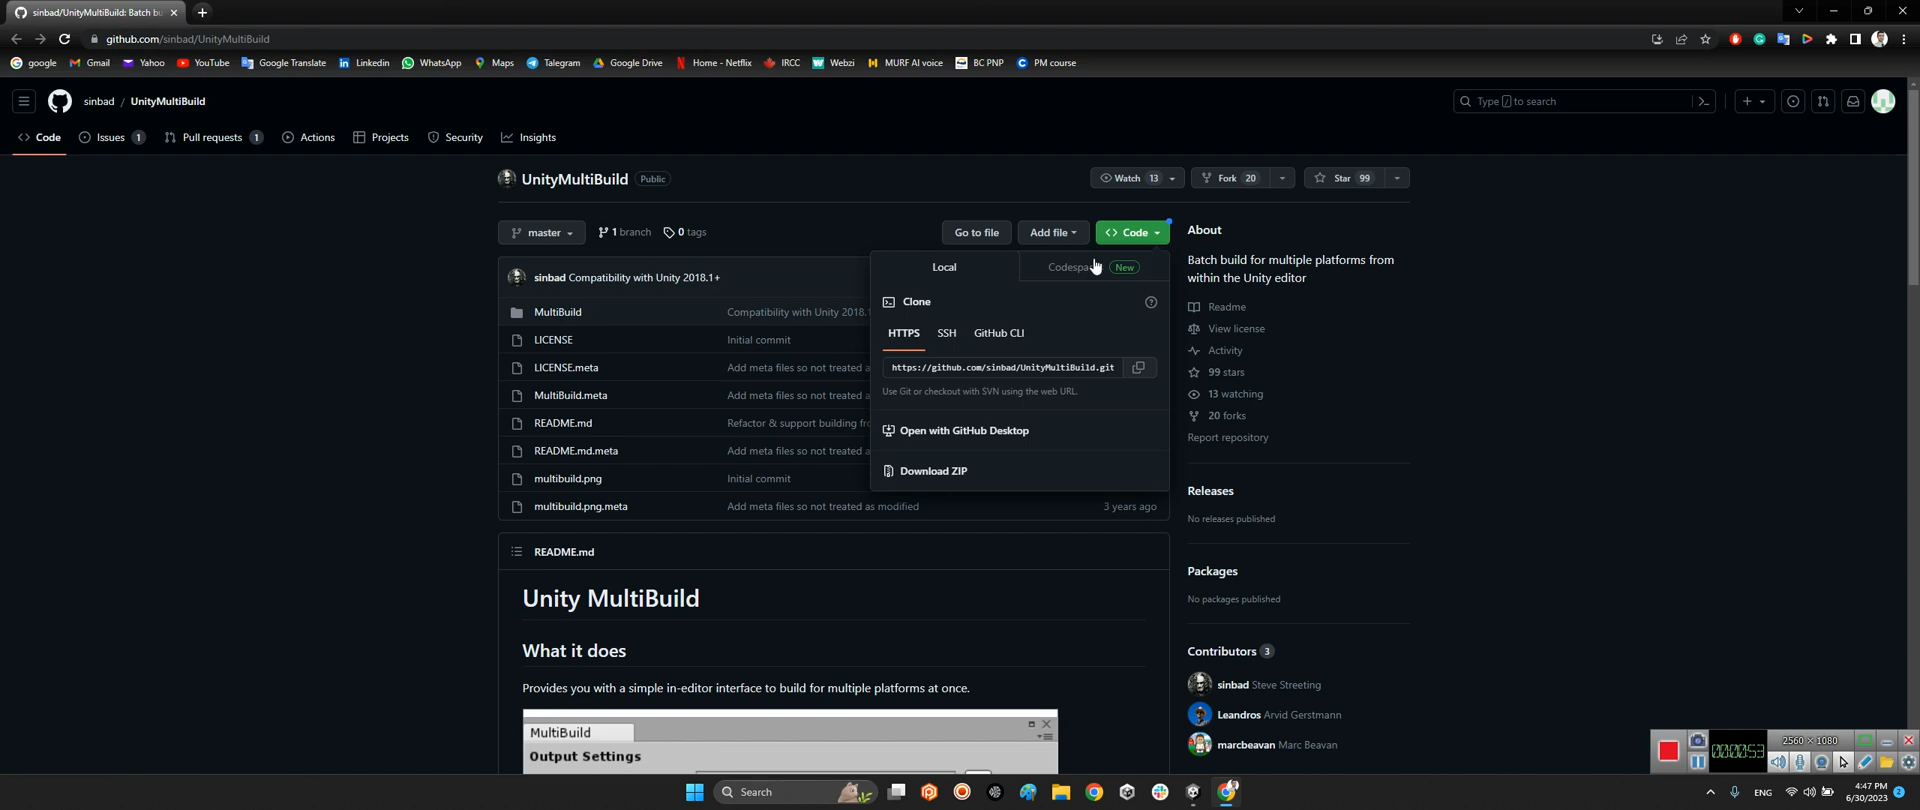 sinbad/UnityMultiBuild: Batch bu
github.com/sinbad/UnityMultiBuild
google Gmail Yahoo YouTube Google Translate Linkedin WhatsApp Maps Telegram Google Drive Home - Netflix IRCC Webzi MURF AI voice BC PNP PM course
sinbad / UnityMultiBuild
Type / to search
Code Issues 1 Pull requests 1 Actions Projects Security Insights
UnityMultiBuild Public
Watch 13 Fork 20 Star 99
master 1 branch 0 tags Go to file Add file Code
About
Batch build for multiple platforms from
within the Unity editor
Readme
View license
Activity
99 stars
13 watching
20 forks
Report repository
Releases
No releases published
Packages
No packages published
Contributors 3
sinbad Steve Streeting
Leandros Arvid Gerstmann
marcbeavan Marc Beavan
sinbad Compatibility with Unity 2018.1+
MultiBuild Compatibility with Unity 2018.1
LICENSE Initial commit
LICENSE.meta Add meta files so not treated a
MultiBuild.meta Add meta files so not treated a
README.md Refactor & support building fro
README.md.meta Add meta files so not treated a
multibuild.png Initial commit
multibuild.png.meta Add meta files so not treated as modified 3 years ago
Local Codespa New
Clone
HTTPS SSH GitHub CLI
https://github.com/sinbad/UnityMultiBuild.git
Use Git or checkout with SVN using the web URL.
Open with GitHub Desktop
Download ZIP
README.md
Unity MultiBuild
What it does
Provides you with a simple in-editor interface to build for multiple platforms at once.
MultiBuild
Output Settings
2560 × 1080
00:00:53
Search
ENG
4:47 PM
6/30/2023
2